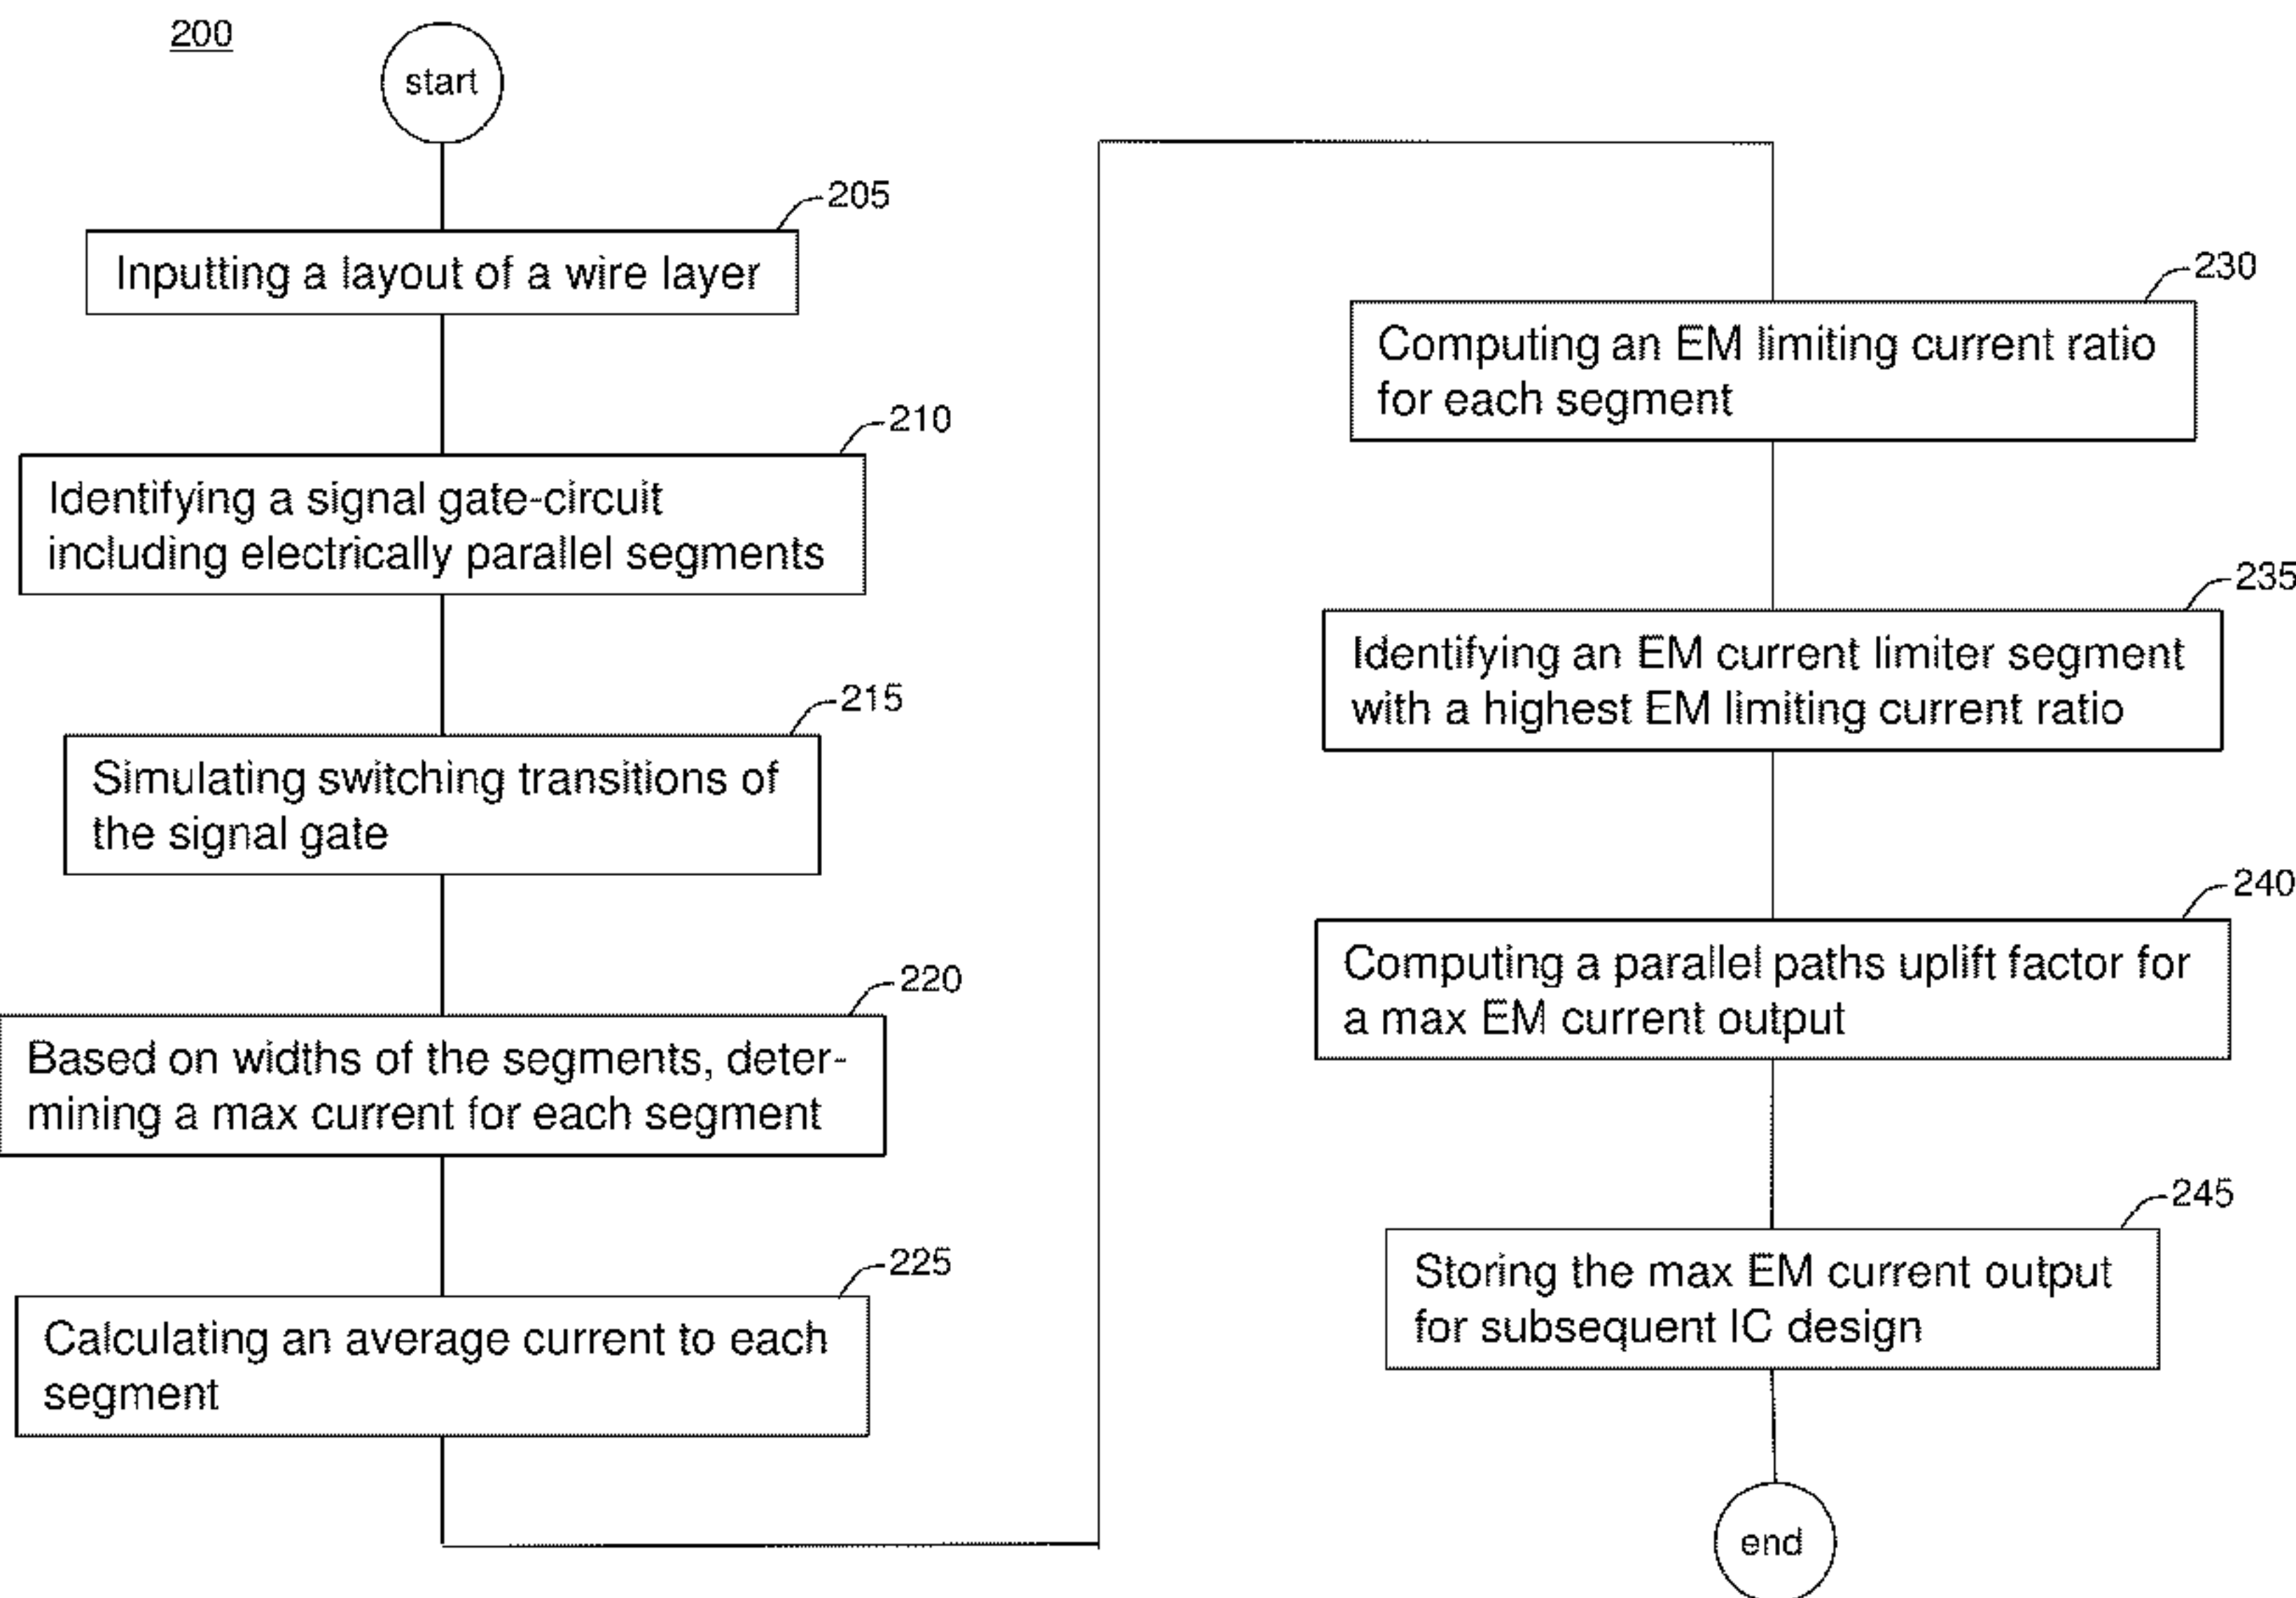 200
start
205
Inputting a layout of a wire layer
210
Identifying a signal gate-circuit
including electrically parallel segments
215
Simulating switching transitions of
the signal gate
220
Based on widths of the segments, deter-
mining a max current for each segment
225
Calculating an average current to each
segment
230
Computing an EM limiting current ratio
for each segment
235
Identifying an EM current limiter segment
with a highest EM limiting current ratio
240
Computing a parallel paths uplift factor for
a max EM current output
245
Storing the max EM current output
for subsequent IC design
end